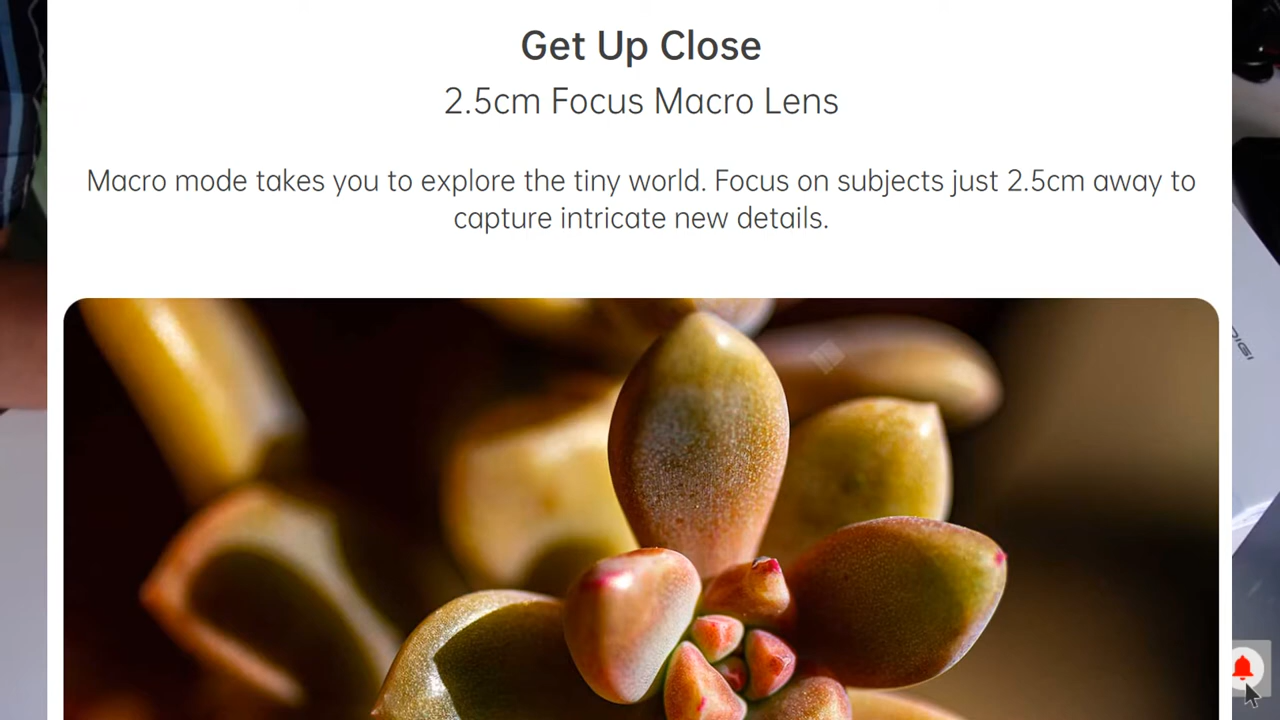 Get Up Close
2.5cm Focus Macro Lens
Macro mode takes you to explore the tiny world. Focus on subjects just 2.5cm away to
capture intricate new details.